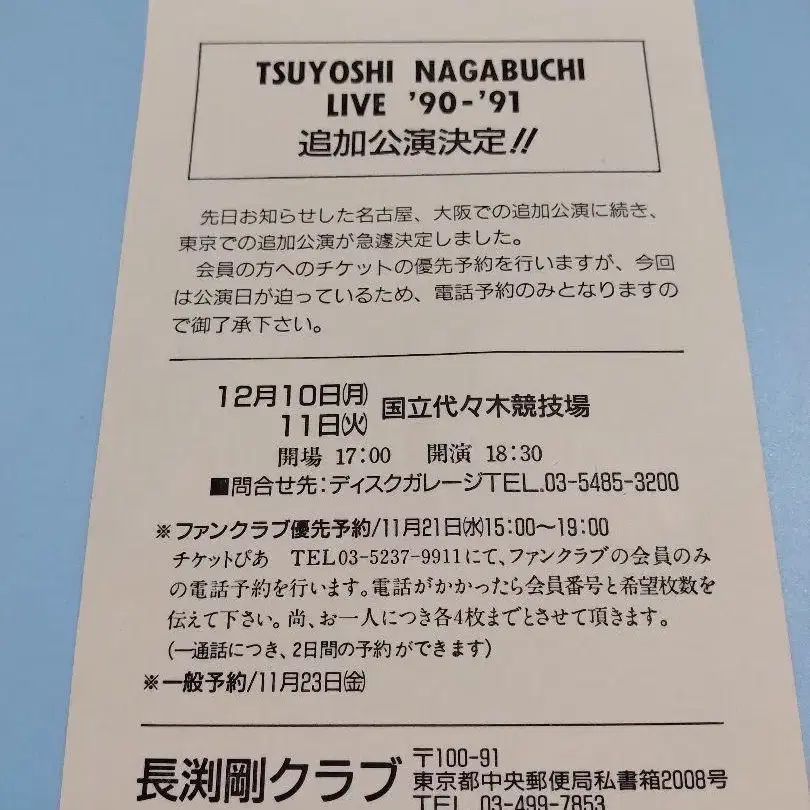 TSUYOSHI NAGABUCHI
LIVE '90-'91
追加公演決定!!
先日お知らせした名古屋、大阪での追加公演に続き、
東京での追加公演が急遽決定しました。
会員の方へのチケットの優先予約を行いますが、今回
は公演日が迫っているため、電話予約のみとなりますの
で御了承下さい。
12月10日(月)
11日(火) 国立代々木競技場
開場 17:00 開演 18:30
■問合せ先:ディスクガレージTEL.03-5485-3200
※ファンクラブ優先予約/11月21日(水)15:00〜19:00
チケットぴあ TEL03-5237-9911にて、ファンクラブの会員のみ
の電話予約を行います。電話がかかったら会員番号と希望枚数を
伝えて下さい。尚、お一人につき各4枚までとさせて頂きます。
(一通話につき、2日間の予約ができます)
※一般予約/11月23日(金)
長渕剛クラブ
〒100-91
東京都中央郵便局私書箱2008号
TEL 03-499-7853